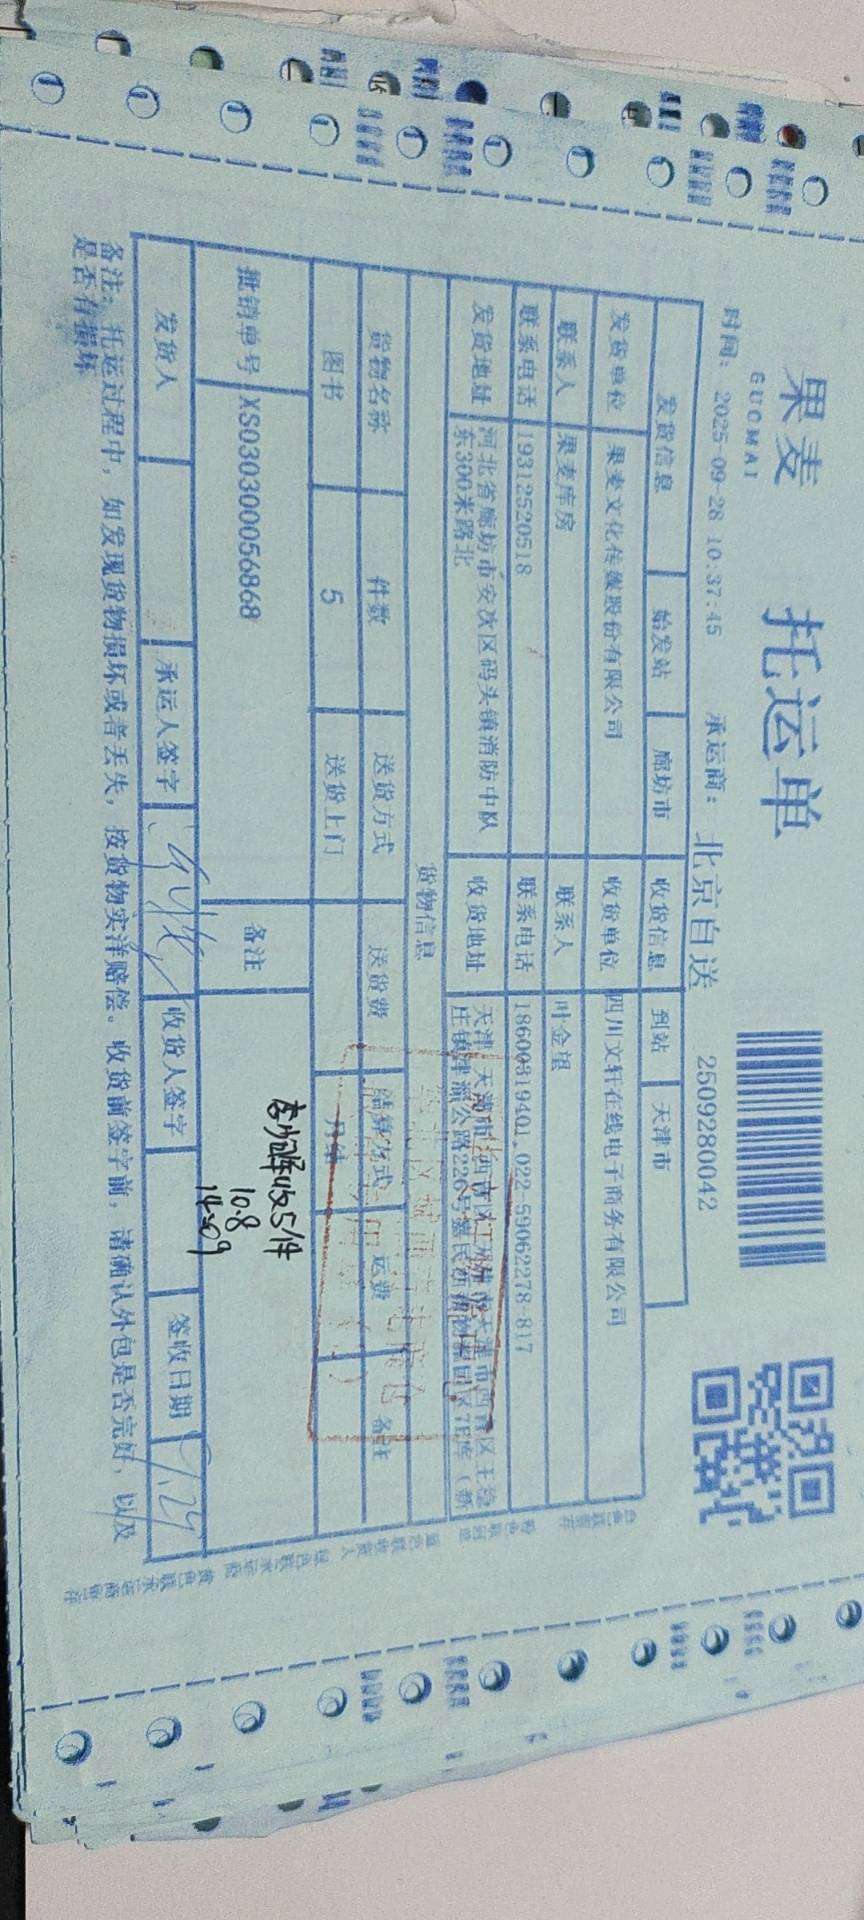 果麦
GUOMAI
托运单
2509280042
时间: 2025-09-28 10:37:45 承运商: 北京自送
发货信息 始发站 廊坊市 收货信息 到站 天津市
发货单位 果麦文化传媒股份有限公司 收货单位 四川文轩在线电子商务有限公司
联系人 果麦库房 联系人 叶金望
联系电话 19312520518 联系电话 18600819401,022-59062278-817
发货地址 河北省廊坊市安次区码头镇消防中队
东300米路北
收货地址
货物信息
货物名称 件数 送货方式 送货费 结算方式 运费 备注
图书 5 送货上门 月结
批销单号 XS030300056868 备注
收5件
10.8
发货人 承运人签字 收货人签字 签收日期
备注: 托运过程中, 如发现货物损坏或者丢失, 按货物实洋赔偿。收货前签字前, 请确认外包是否完好, 以及
是否有损坏